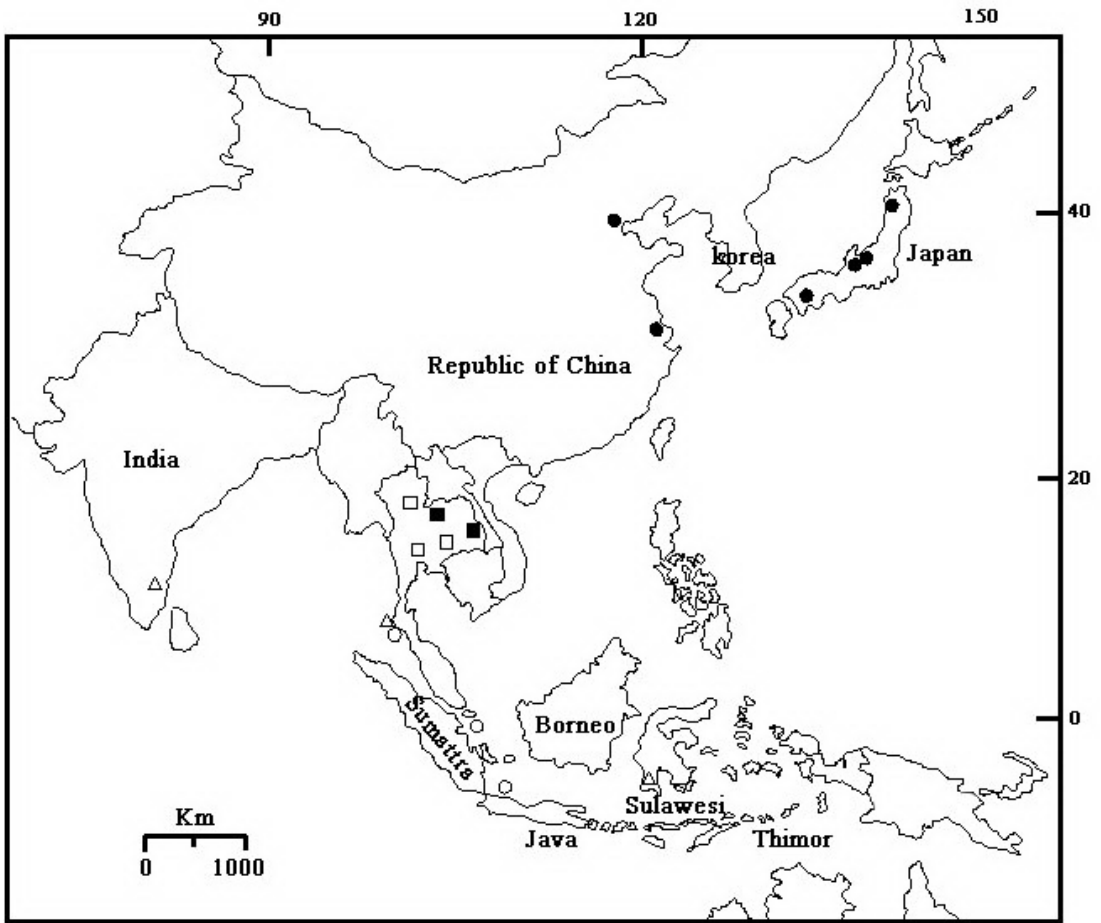 90 120 150
40
korea Japan
Republic of China
India
20
Sumattra
Borneo
0
Sulawesi
Km
Java Thimor
0 1000